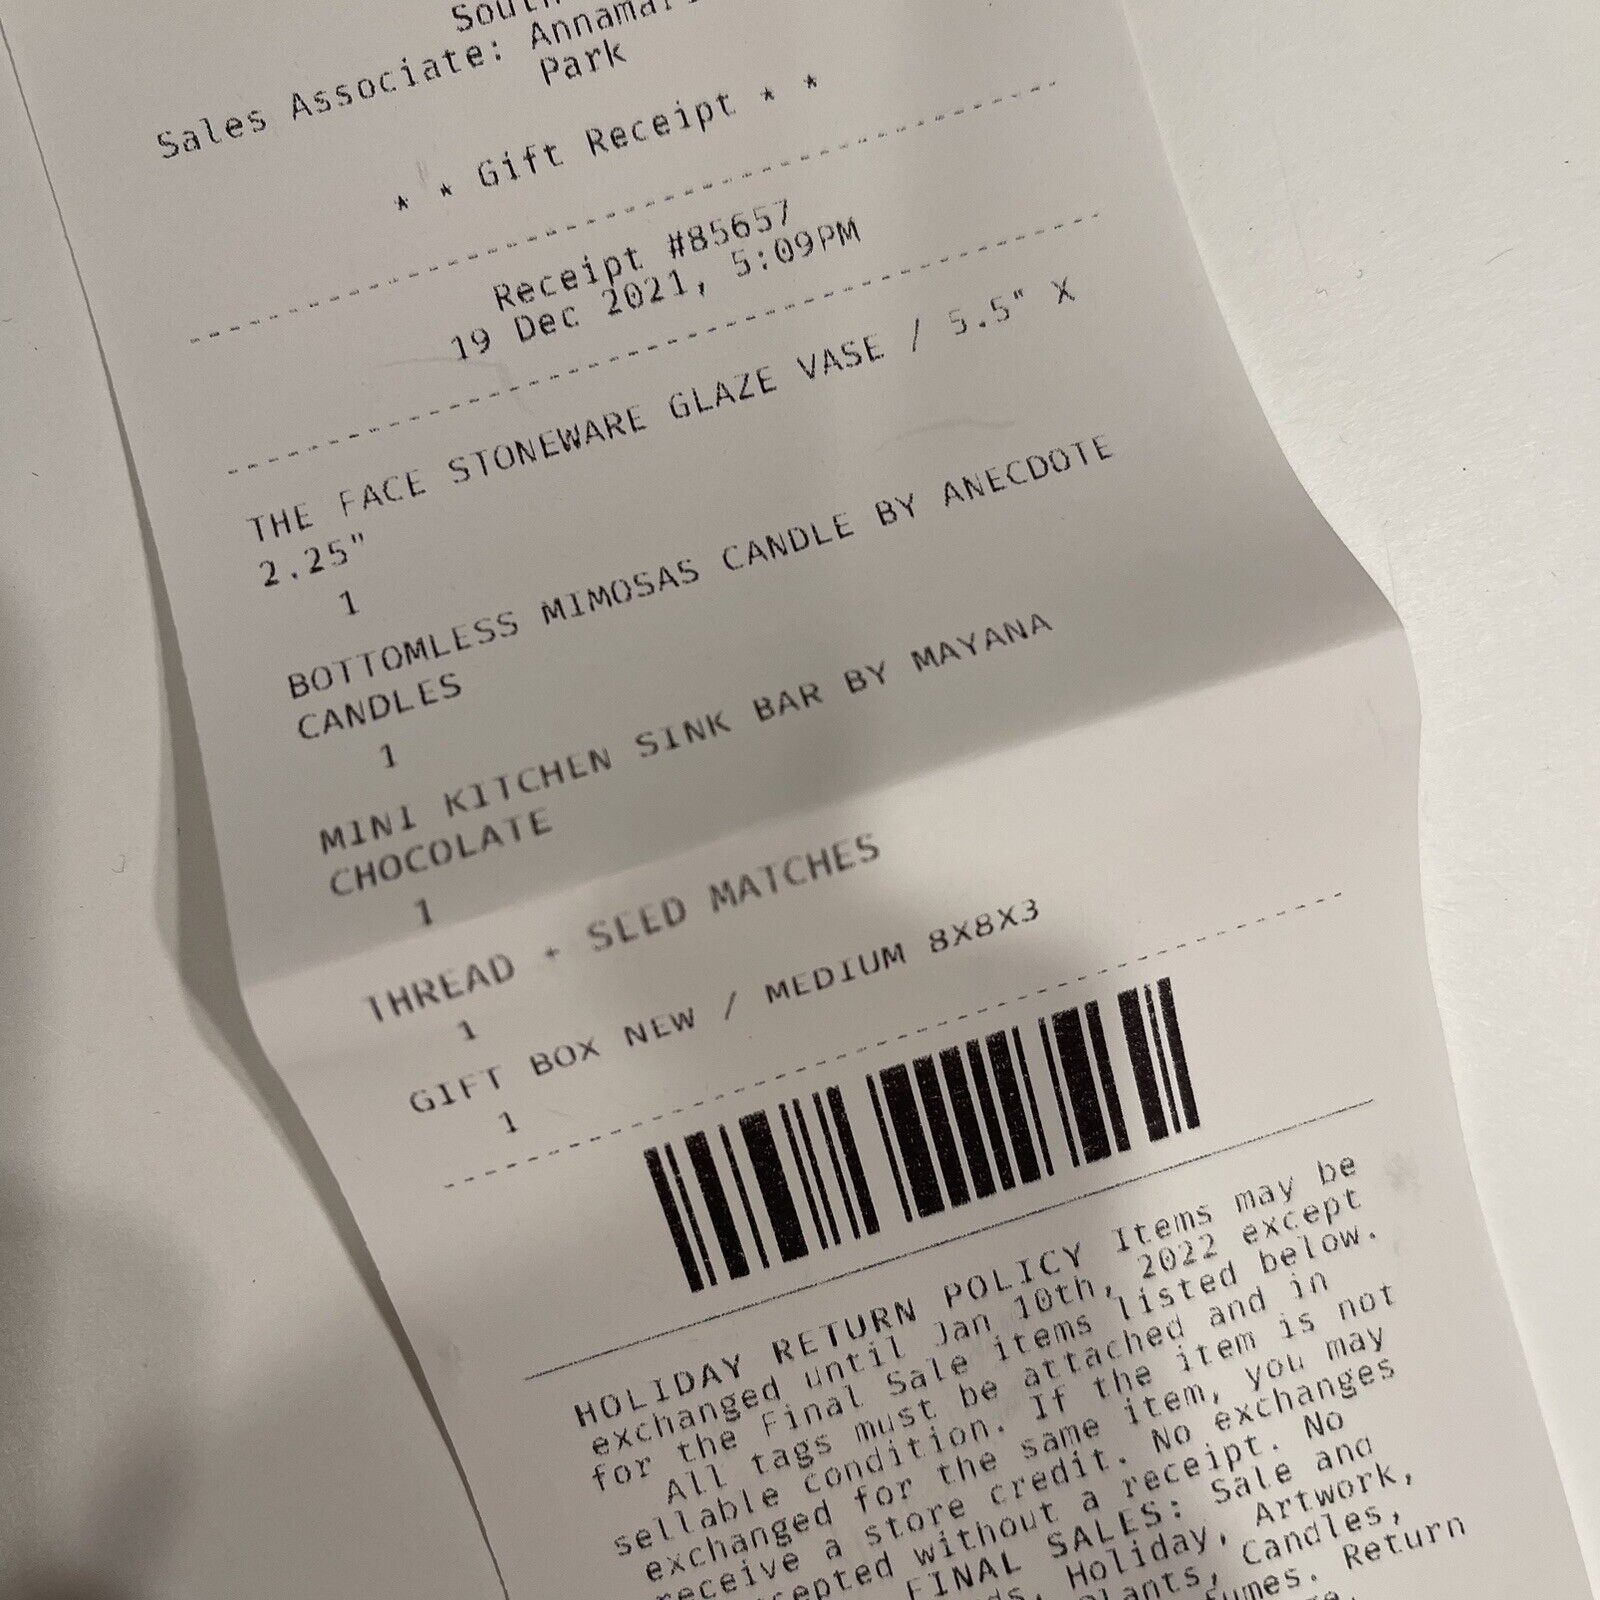 Sales Associate:
Park
* * Gift Receipt * *
Receipt #85657
19 Dec 2021, 5:09PM
THE FACE STONEWARE GLAZE VASE / 5.5" X
2.25"
1
BOTTOMLESS MIMOSAS CANDLE BY ANECDOTE
CANDLES
1
MINI KITCHEN SINK BAR BY MAYANA
CHOCOLATE
1
THREAD + SEED MATCHES
1
GIFT BOX NEW / MEDIUM 8X8X3
1
HOLIDAY RETURN POLICY Items may be
exchanged until Jan 10th, 2022 except
for the Final Sale items listed below.
All tags must be attached and in
sellable condition. If the item is not
exchanged for the same item, you may
receive a store credit. No exchanges
without a receipt. No
FINAL SALES: Sale and
Holiday, Artwork,
Candles,
Return